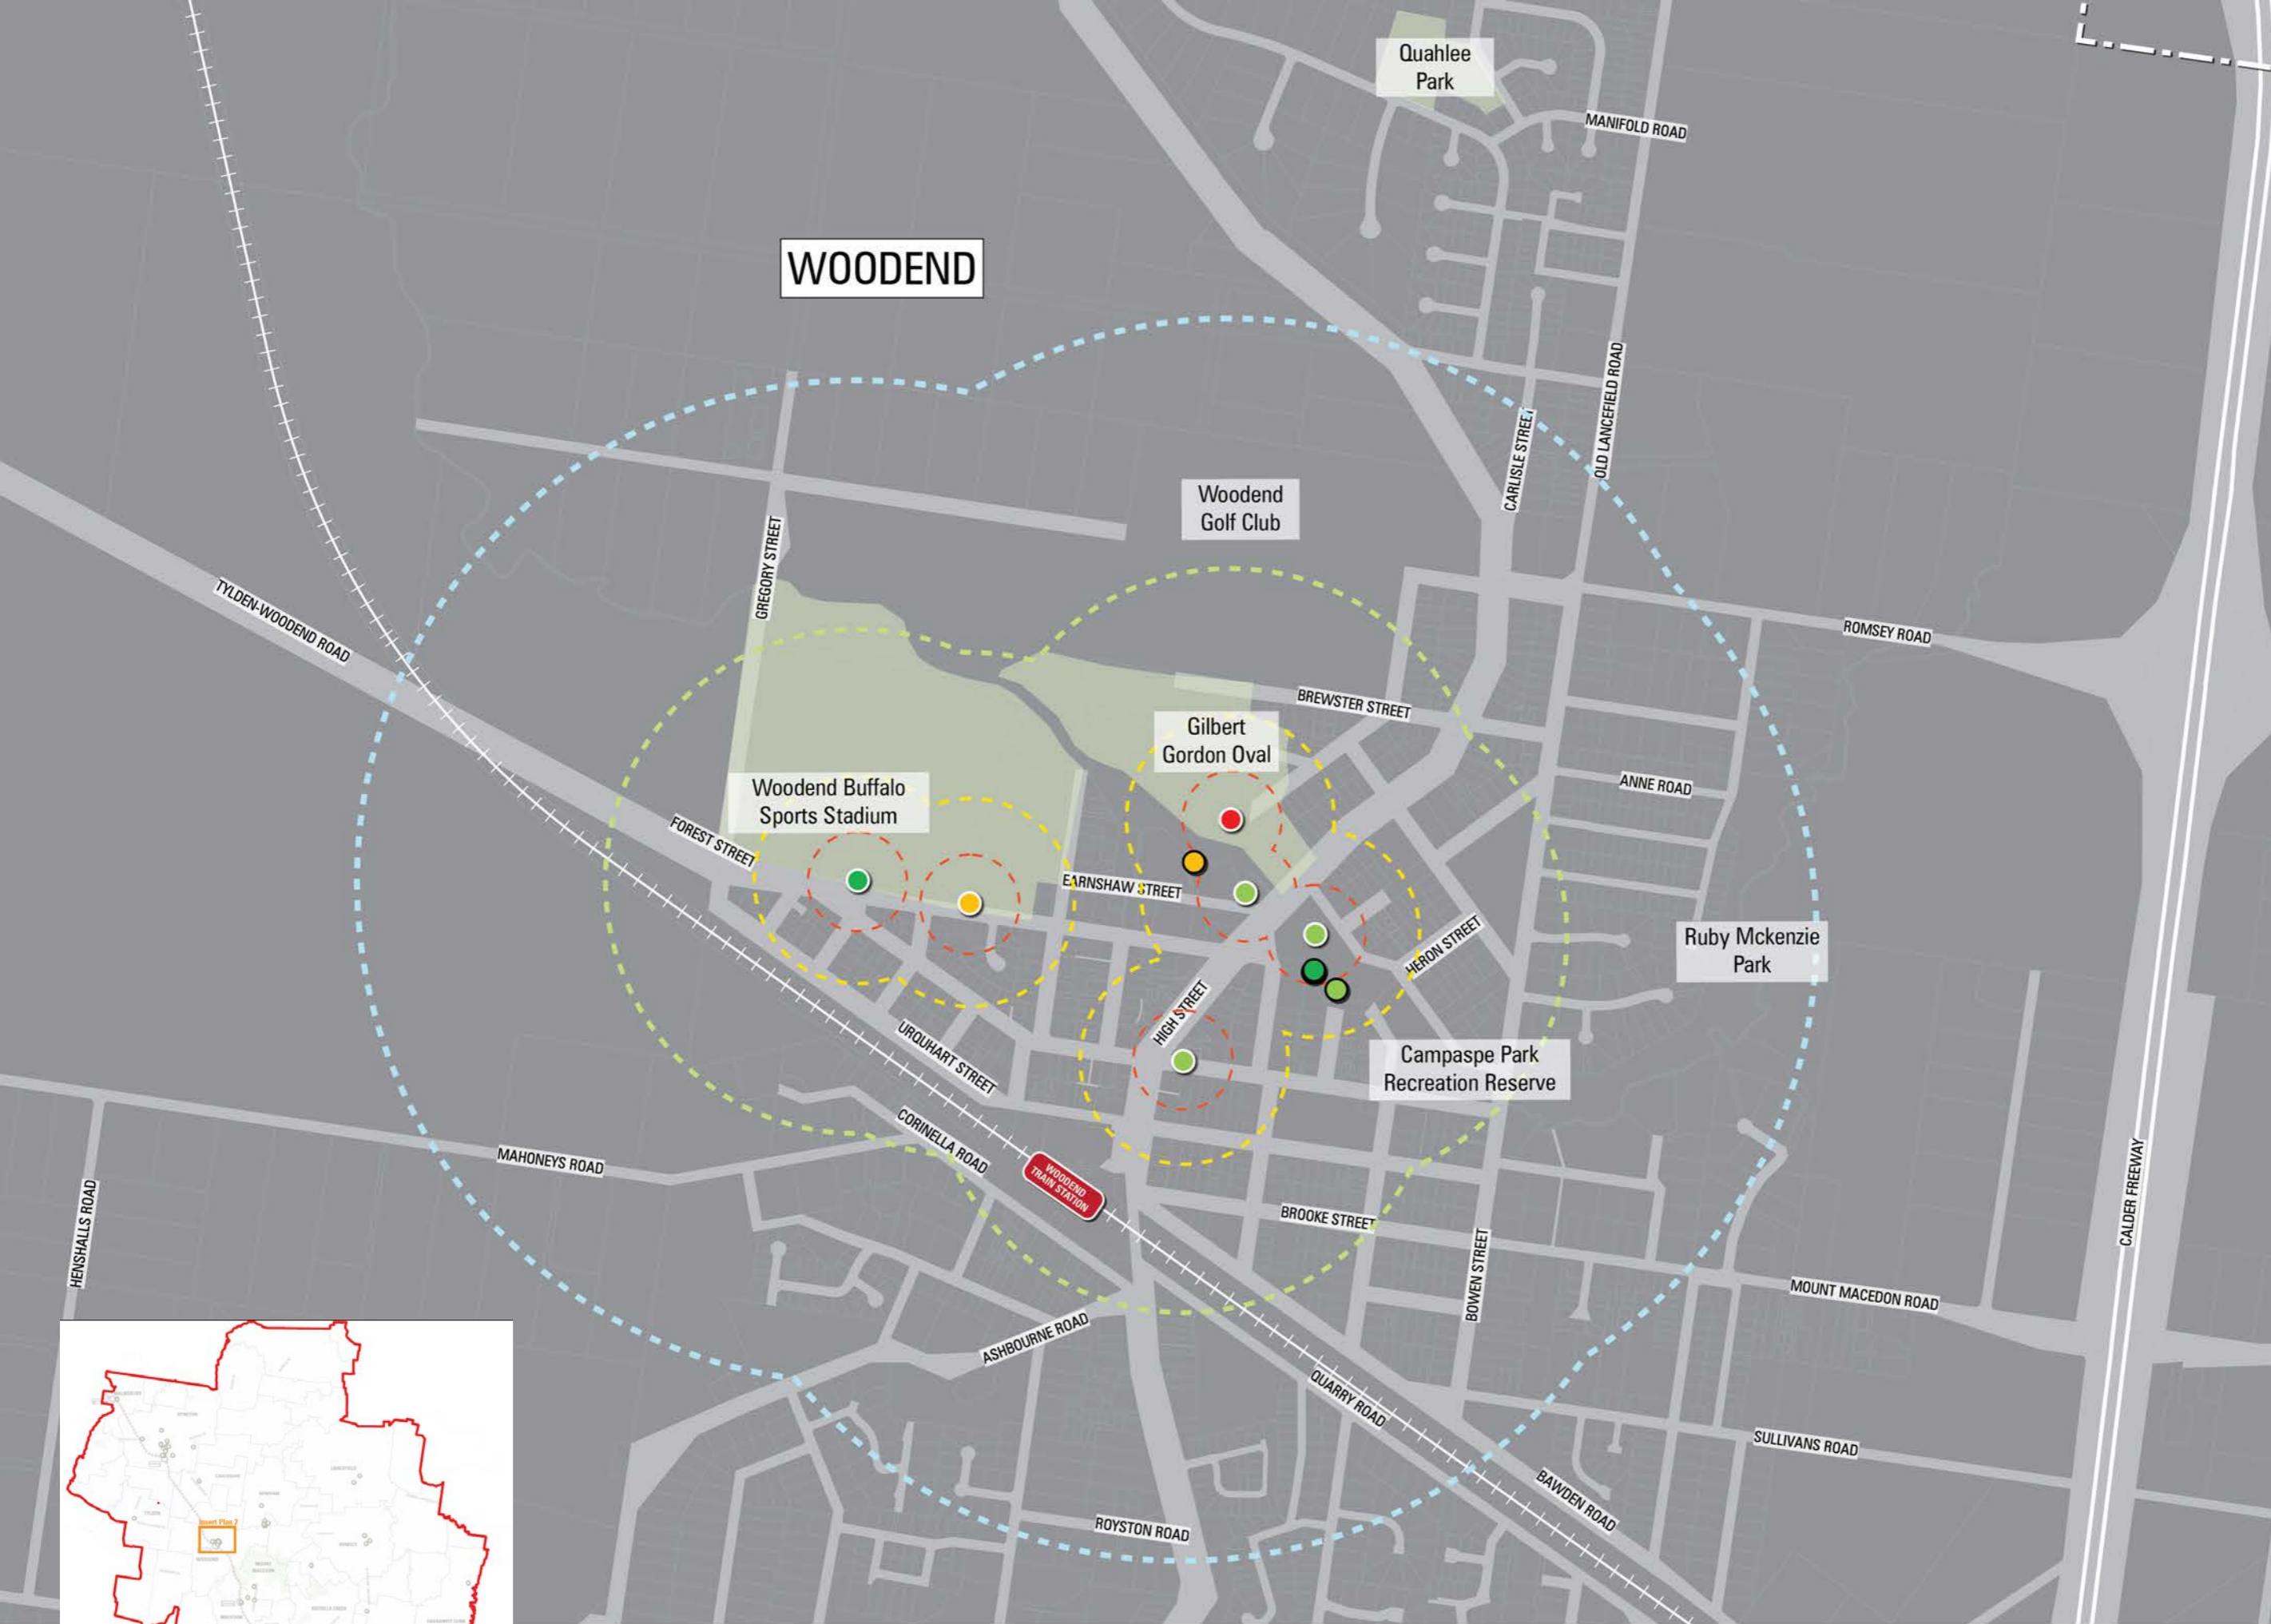 Quahlee
Park
MANIFOLD ROAD
WOODEND
OLD LANCEFIELD ROAD
CARLISLE STREET
Woodend
Golf Club
GREGORY STREET
TYLDEN-WOODEND ROAD
ROMSEY ROAD
BREWSTER STREET
Gilbert
Gordon Oval
ANNE ROAD
Woodend Buffalo
Sports Stadium
FOREST STREET
EARNSHAW STREET
HERON STREET
Ruby Mckenzie
Park
HIGH STREET
URQUHART STREET
Campaspe Park
Recreation Reserve
CORINELLA ROAD
MAHONEYS ROAD
WOODEND
TRAIN STATION
HENSHALLS ROAD
BROOKE STREET
CALDER FREEWAY
BOWEN STREET
MOUNT MACEDON ROAD
ASHBOURNE ROAD
QUARRY ROAD
SULLIVANS ROAD
BAWDEN ROAD
ROYSTON ROAD
Insert Plan 2
WOODEND